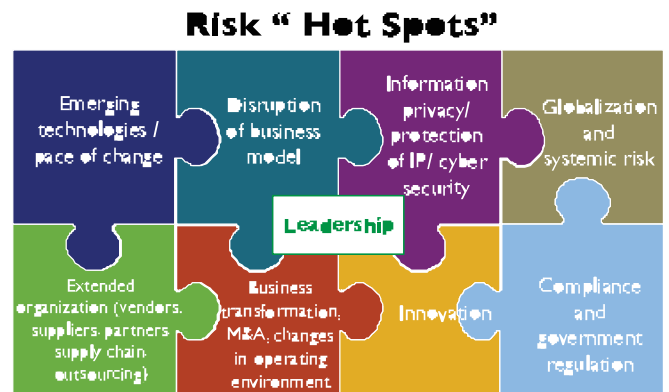 Risk “ Hot Spots”
Emerging
technologies /
pace of change
Disruption
of business
model
Information
privacy/
protection
of IP/ cyber
security
Globalization
and
systemic risk
Leadership
Extended
organization (vendors,
suppliers, partners
supply chain
outsourcing)
Business
transformation,
M&A, changes
in operating
environment
Innovation
Compliance
and
government
regulation